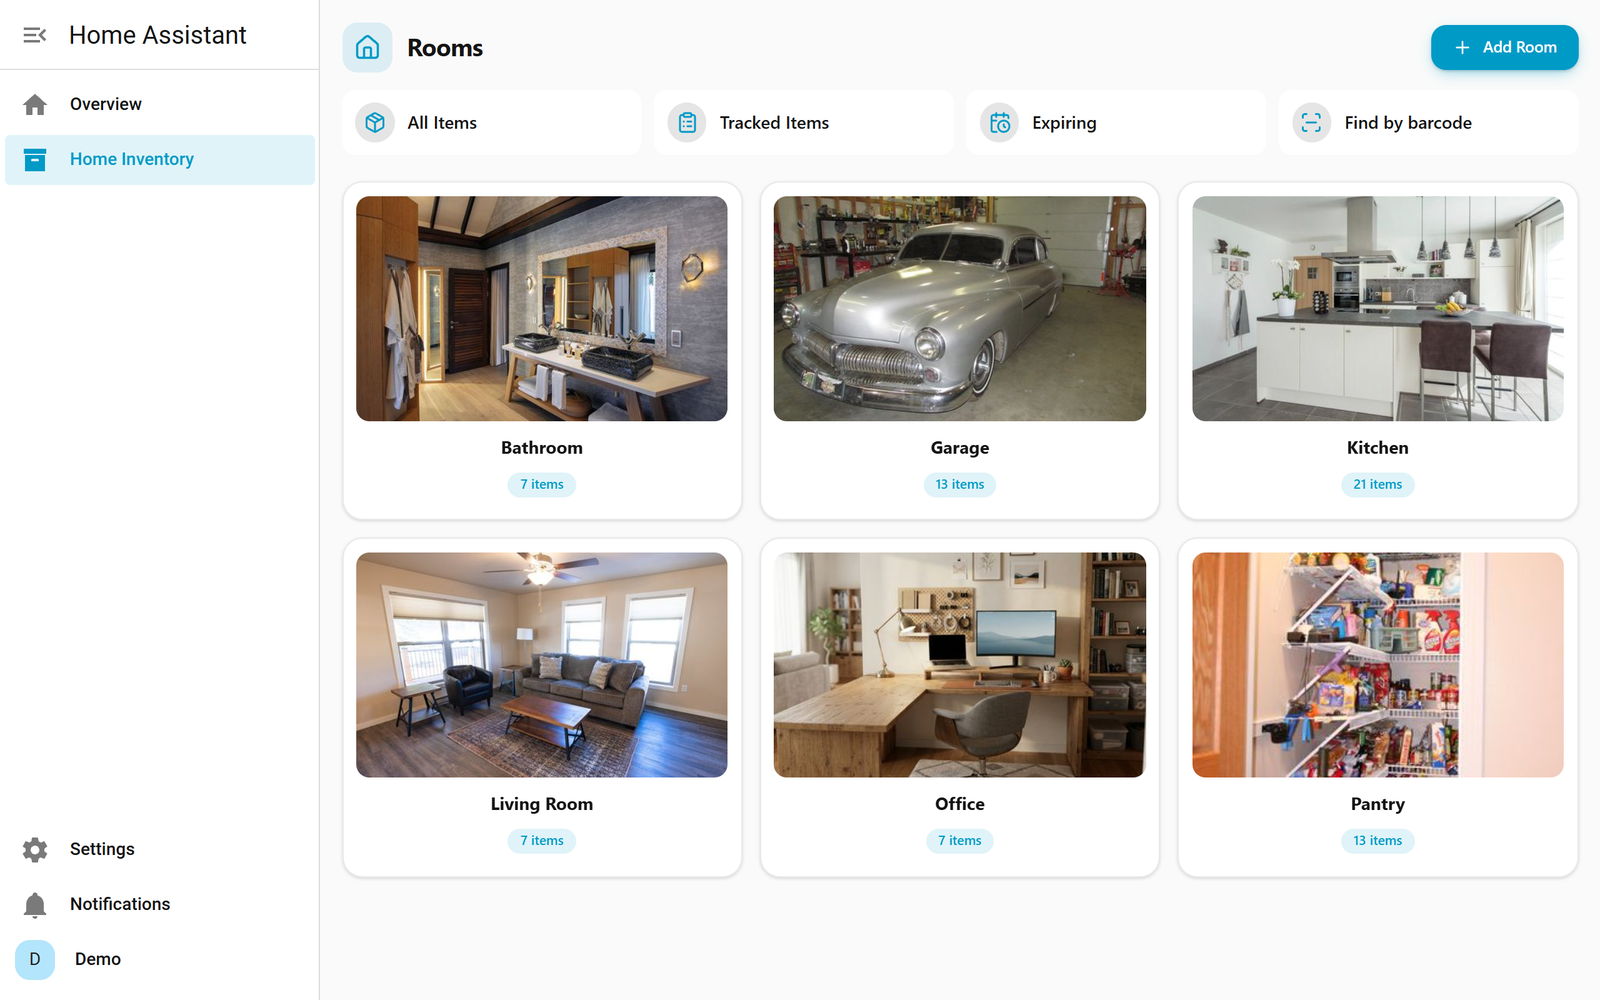 Home Assistant
Overview
Home Inventory
Settings
Notifications
D
Demo
Rooms
Add Room
All Items
Tracked Items
Expiring
Find by barcode
Bathroom
7 items
Garage
13 items
Kitchen
21 items
Living Room
7 items
Office
7 items
Pantry
13 items